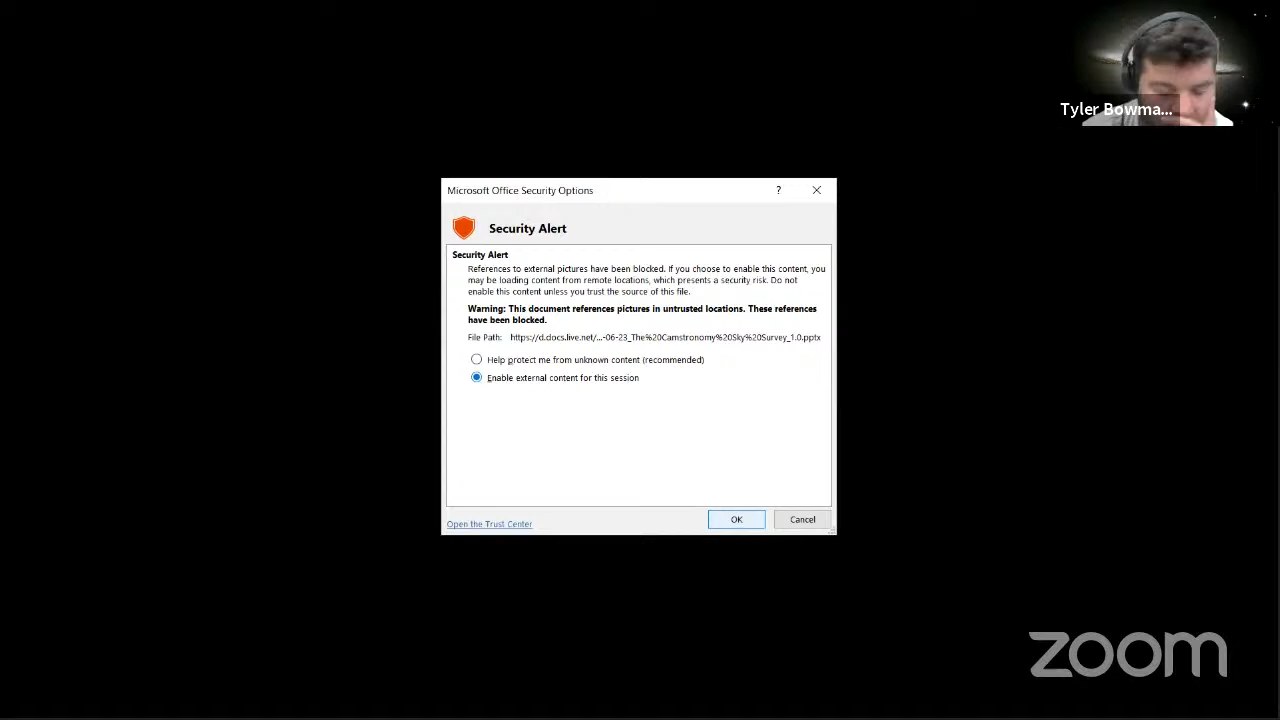 Tyler Bowma...
Microsoft Office Security Options
?
Security Alert
Security Alert
References to external pictures have been blocked. If you choose to enable this content, you
may be loading content from remote locations, which presents a security risk. Do not
enable this content unless you trust the source of this file.
Warning: This document references pictures in untrusted locations. These references
have been blocked.
File Path: https://d.docs.live.net/...-06-23_The%20Camstronomy%20Sky%20Survey_1.0.pptx
Help protect me from unknown content (recommended)
Enable external content for this session
Open the Trust Center
OK
Cancel
zoom